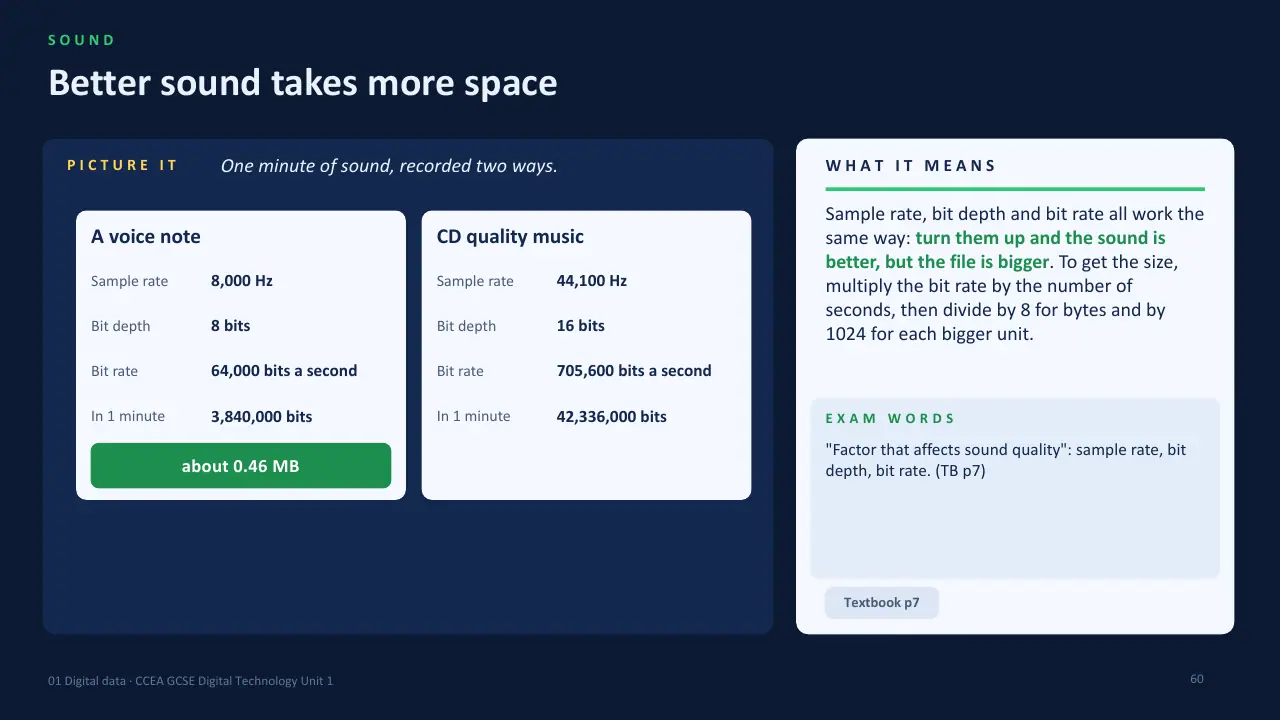 SOUND
Better sound takes more space
PICTURE IT
One minute of sound, recorded two ways.
A voice note
Sample rate 8,000 Hz
Bit depth 8 bits
Bit rate 64,000 bits a second
In 1 minute 3,840,000 bits
about 0.46 MB
CD quality music
Sample rate 44,100 Hz
Bit depth 16 bits
Bit rate 705,600 bits a second
In 1 minute 42,336,000 bits
WHAT IT MEANS
Sample rate, bit depth and bit rate all work the
same way: turn them up and the sound is
better, but the file is bigger. To get the size,
multiply the bit rate by the number of
seconds, then divide by 8 for bytes and by
1024 for each bigger unit.
EXAM WORDS
"Factor that affects sound quality": sample rate, bit
depth, bit rate. (TB p7)
Textbook p7
01 Digital data · CCEA GCSE Digital Technology Unit 1
60